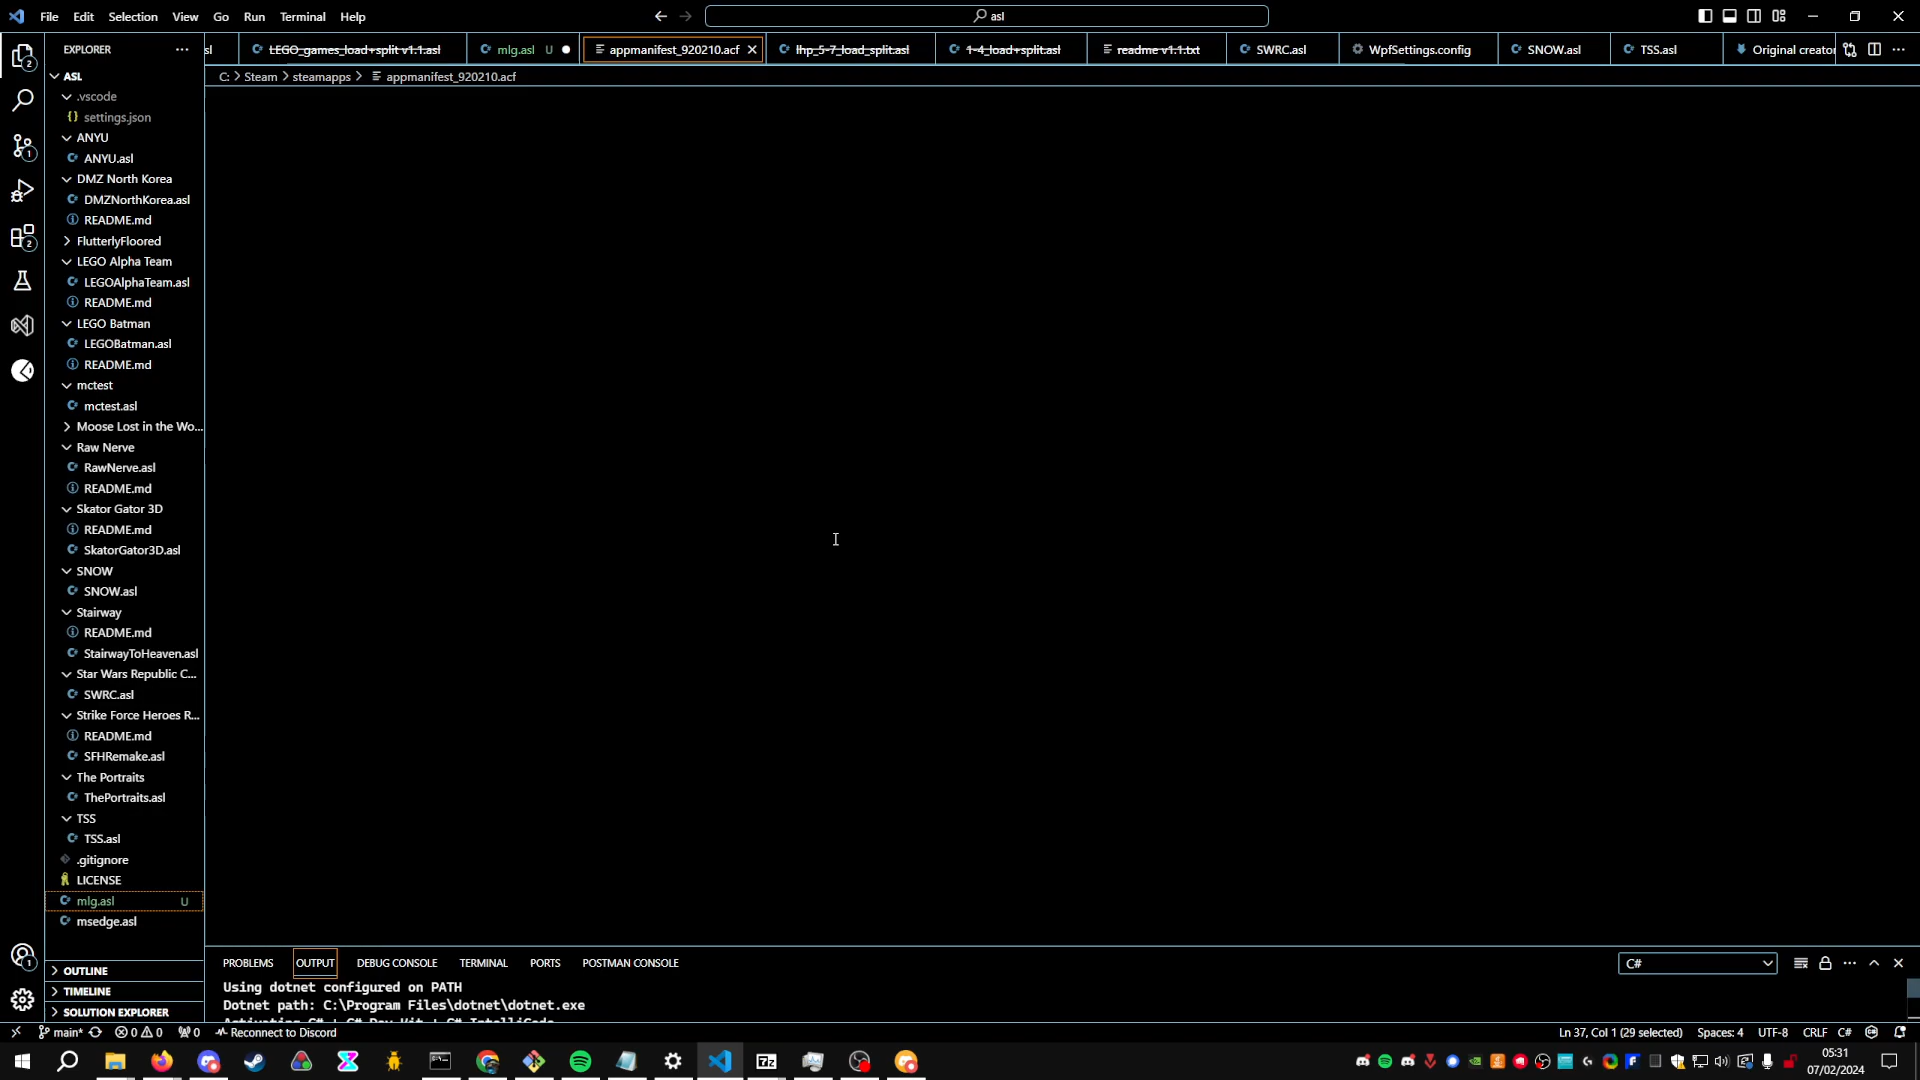 File Edit Selection View Go Run Terminal Help
asl
EXPLORER
sl
LEGO_games_load+split v1.1.asl
mlg.asl U
appmanifest_920210.acf
lhp_5-7_load_split.asl
1-4_load+split.asl
readme v1.1.txt
SWRC.asl
WpfSettings.config
SNOW.asl
TSS.asl
Original creator
C: > Steam > steamapps > appmanifest_920210.acf
ASL
.vscode
settings.json
ANYU
ANYU.asl
DMZ North Korea
DMZNorthKorea.asl
README.md
FlutterlyFloored
LEGO Alpha Team
LEGOAlphaTeam.asl
README.md
LEGO Batman
LEGOBatman.asl
README.md
mctest
mctest.asl
Moose Lost in the Wo...
Raw Nerve
RawNerve.asl
README.md
Skator Gator 3D
README.md
SkatorGator3D.asl
SNOW
SNOW.asl
Stairway
README.md
StairwayToHeaven.asl
Star Wars Republic C...
SWRC.asl
Strike Force Heroes R...
README.md
SFHRemake.asl
The Portraits
ThePortraits.asl
TSS
TSS.asl
.gitignore
LICENSE
mlg.asl U
msedge.asl
OUTLINE
TIMELINE
SOLUTION EXPLORER
PROBLEMS OUTPUT DEBUG CONSOLE TERMINAL PORTS POSTMAN CONSOLE
C#
Using dotnet configured on PATH
Dotnet path: C:\Program Files\dotnet\dotnet.exe
Activating C# + C# Dev Kit + C# IntelliCode
main* 0 0 0 Reconnect to Discord
Ln 37, Col 1 (29 selected) Spaces: 4 UTF-8 CRLF C#
05:31
07/02/2024